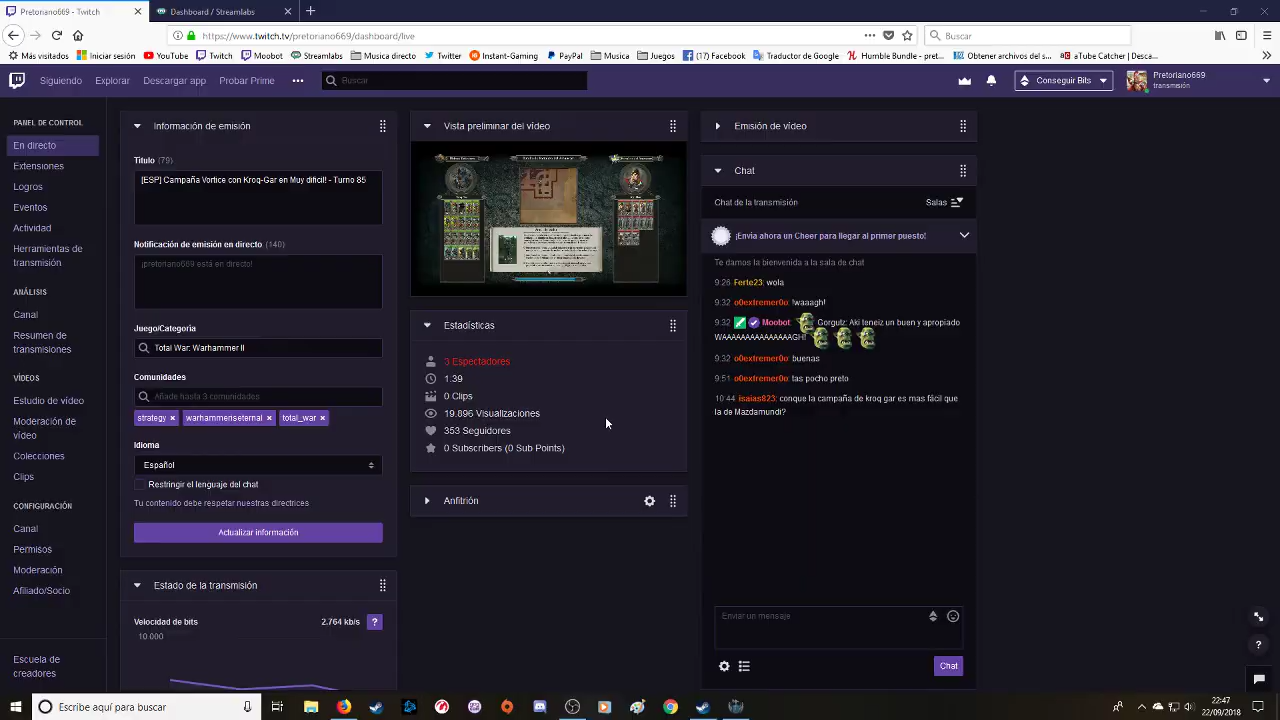 Pretoriano669 - Twitch
Dashboard / Streamlabs
https://www.twitch.tv/pretoriano669/dashboard/live
Buscar
Más visitados
Iniciar sesión
YouTube
Twitch
Moobot
Streamlabs
Musica directo
Twitter
Instant-Gaming
PayPal
Musica
Juegos
(17) Facebook
Traductor de Google
Humble Bundle - pret...
Obtener archivos del s...
aTube Catcher | Desca...
Siguiendo
Explorar
Descargar app
Probar Prime
Buscar
Conseguir Bits
Pretoriano669
transmisión
PANEL DE CONTROL
En directo
Extensiones
Logros
Eventos
Actividad
Herramientas de
transmisión
ANÁLISIS
Canal
Resumen de
transmisiones
VÍDEOS
Estudio de vídeo
Moderación de
vídeo
Colecciones
Clips
CONFIGURACIÓN
Canal
Permisos
Moderación
Afiliado/Socio
Escuela de
creadores
Información de emisión
Título (79)
[ESP] Campaña Vortice con Kroq-Gar en Muy dificil! - Turno 85
Notificación de emisión en directo
¡pretoriano669 está en directo!
Juego/Categoría
Total War: Warhammer II
Comunidades
Añade hasta 3 comunidades
strategy ×
warhammeriseternal ×
total_war ×
Idioma
Español
Restringir el lenguaje del chat
Tu contenido debe respetar nuestras directrices
Actualizar información
Estado de la transmisión
Velocidad de bits
2.764 kb/s
?
10 000
Vista preliminar del vídeo
Estadísticas
3 Espectadores
1.39
0 Clips
19.896 Visualizaciones
353 Seguidores
0 Subscribers (0 Sub Points)
Anfitrión
Emisión de vídeo
Chat
Chat de la transmisión
Salas
¡Envía ahora un Cheer para llegar al primer puesto!
Te damos la bienvenida a la sala de chat
9:26 Ferte23: wola
9:32 o0extremer0o: !waaagh!
9:32 Moobot: Gorgutz: Aki teneiz un buen y apropiado
WAAAAAAAAAAAAAAGH!
9:32 o0extremer0o: buenas
9:51 o0extremer0o: tas pocho preto
10:44 isaias823: conque la campaña de kroq gar es mas fácil que
la de Mazdamundi?
Enviar un mensaje
Chat
?
Escribe aquí para buscar
22:47
22/09/2018